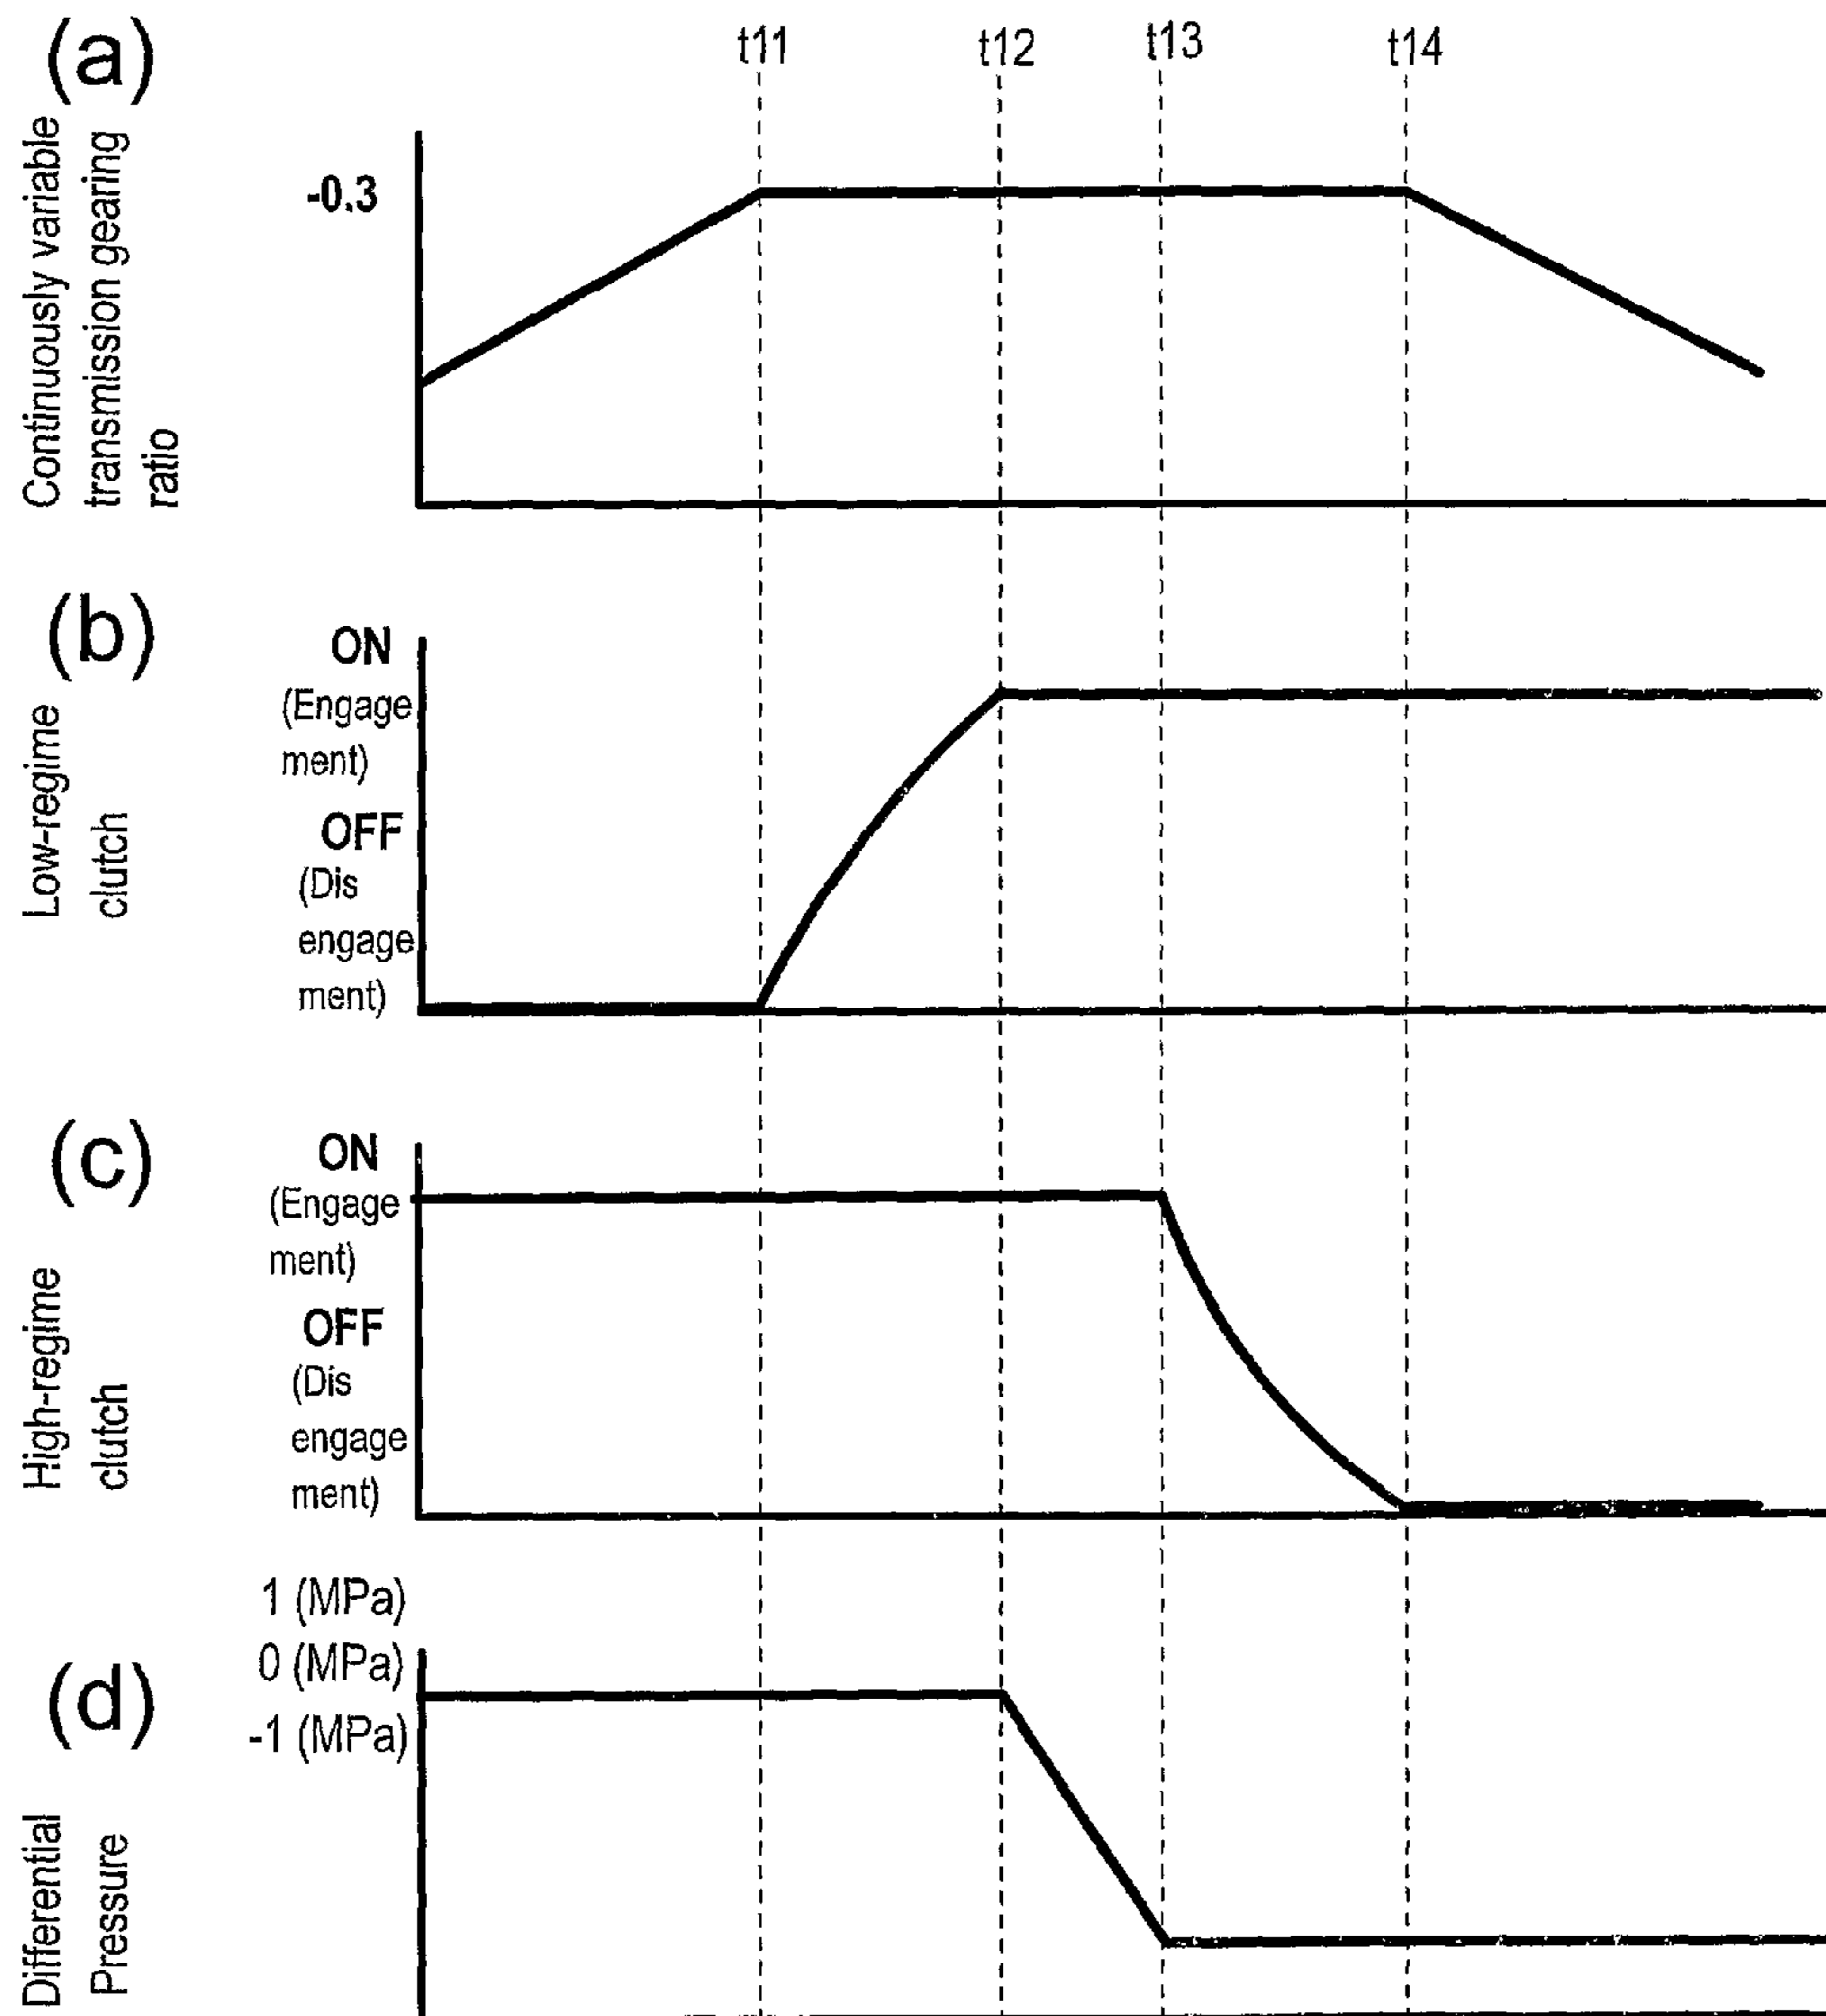 (a)
t11 t12 t13 t14
Continuously variable
transmission gearing
ratio
-0.3
(b)
Low-regime
clutch
ON
(Engage
ment)
OFF
(Dis
engage
ment)
(c)
High-regime
clutch
ON
(Engage
ment)
OFF
(Dis
engage
ment)
(d)
Differential
Pressure
1 (MPa)
0 (MPa)
-1 (MPa)